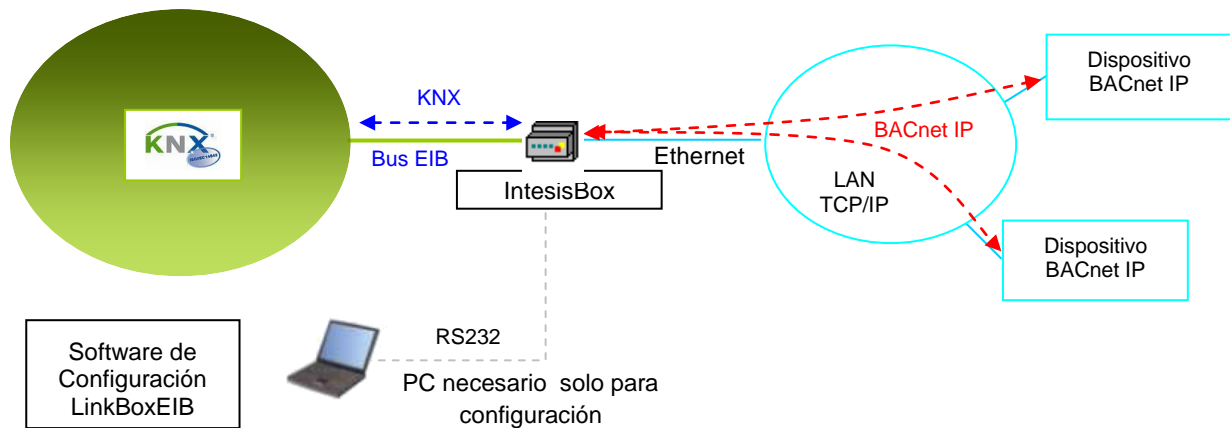 KNX
Bus EIB
KNX
IntesisBox
Ethernet
BACnet IP
LAN
TCP/IP
Dispositivo
BACnet IP
Dispositivo
BACnet IP
Software de
Configuración
LinkBoxEIB
RS232
PC necesario solo para
configuración